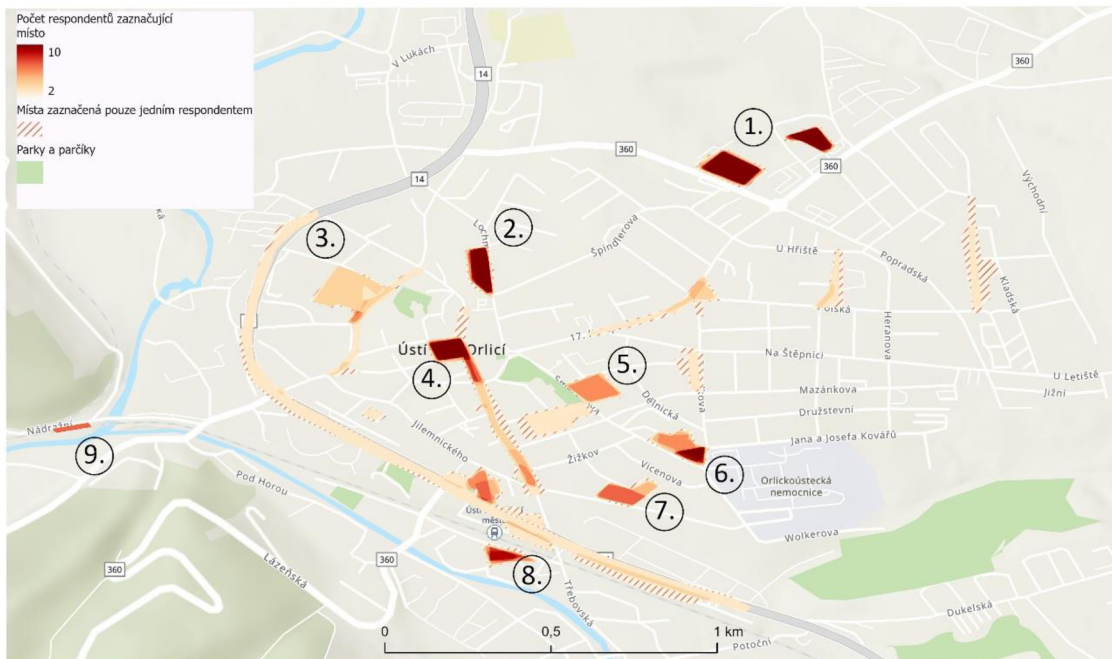 Počet respondentů zaznačující
místo
10
2
Místa zaznačená pouze jedním respondentem
Parky a parčíky
V Lukách
14
360
360
1.
360
Východní
14
2.
Špindlerova
3.
U Hřiště
Popradská
Kladská
17.
Heranova
Ústí
Orlicí
Na Štěpnici
4.
5.
U Letiště
Jižní
Mazánkova
Dělnická
Družstevní
Jilemnického
Jana a Josefa Kovářů
Nádražní
9.
Žižkov
6.
Vicenova
Orlickoústecká
nemocnice
Pod Horou
7.
Wolkerova
360
360
8.
Lázeňská
Třebovská
Dukelská
0
0,5
1 km
Potoční